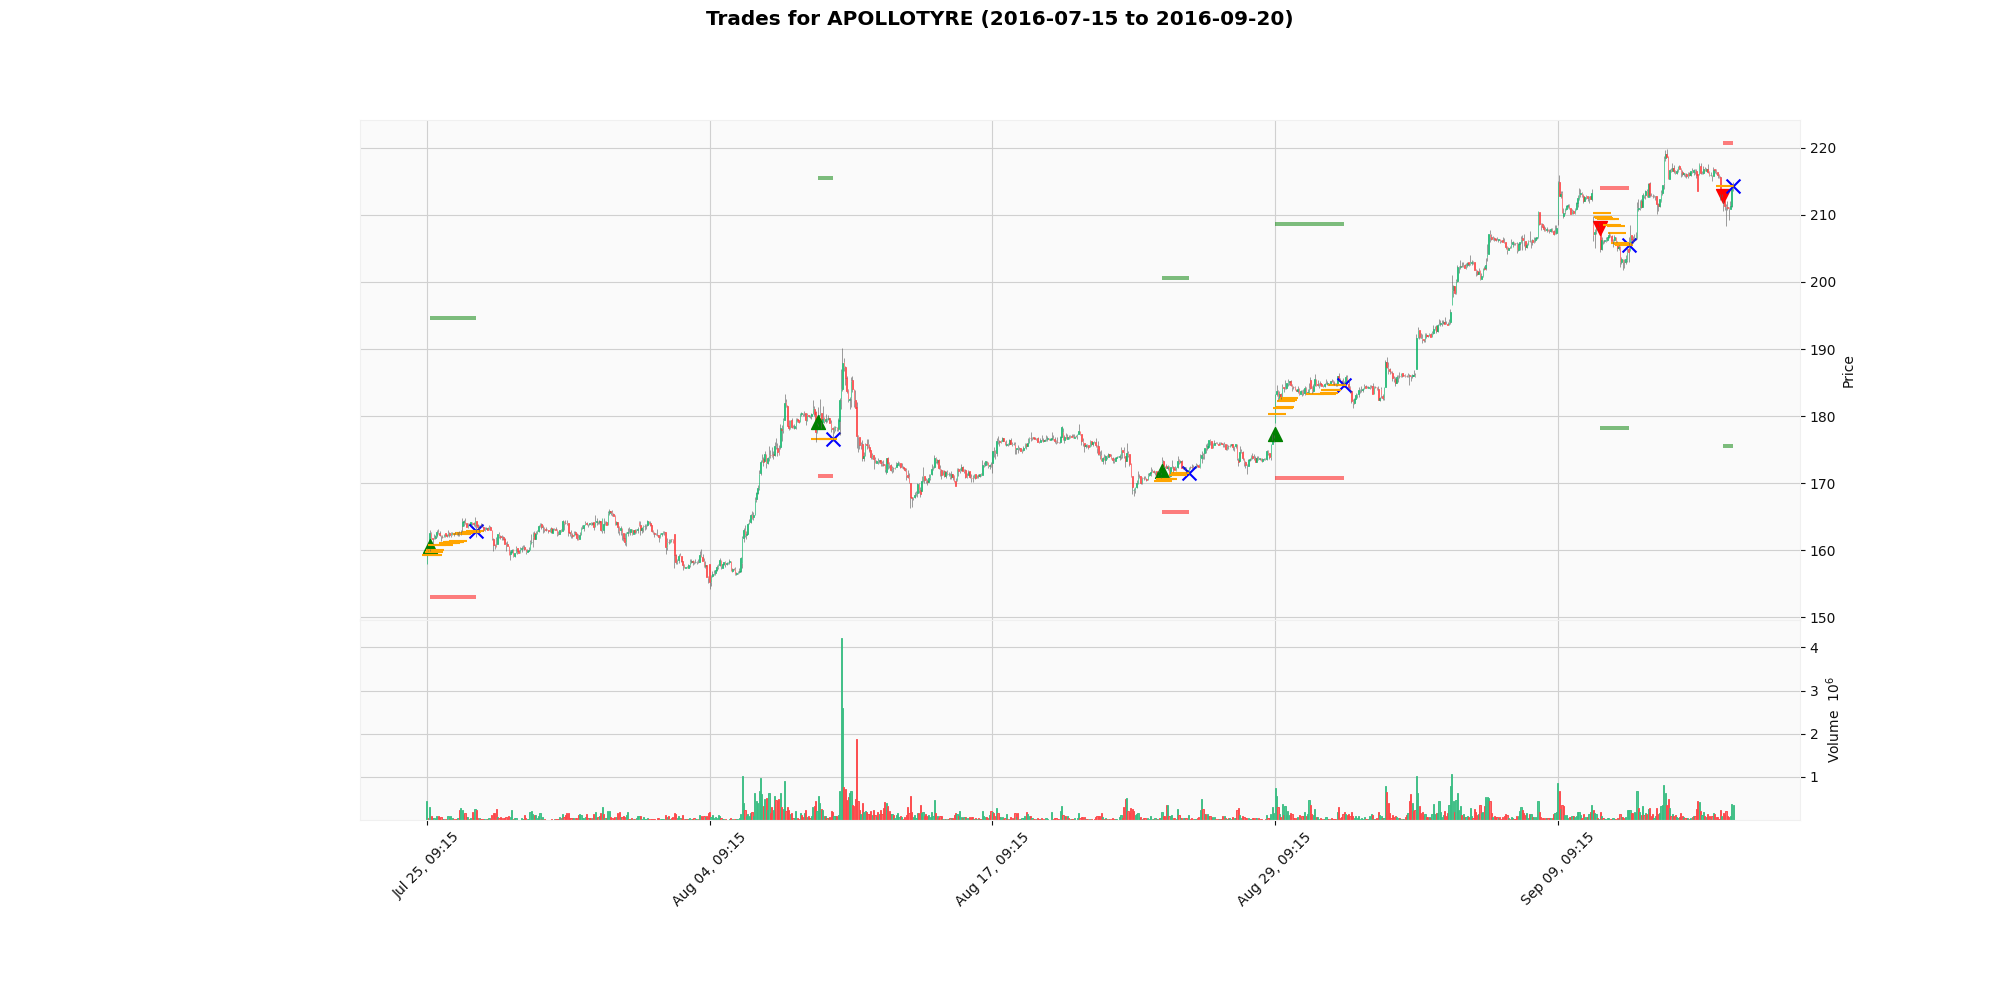 Trades for APOLLOTYRE (2016-07-15 to 2016-09-20)
220
210
200
190
180
170
160
150
Price
4
3
2
1
Volume 10^6
Jul 25, 09:15
Aug 04, 09:15
Aug 17, 09:15
Aug 29, 09:15
Sep 09, 09:15